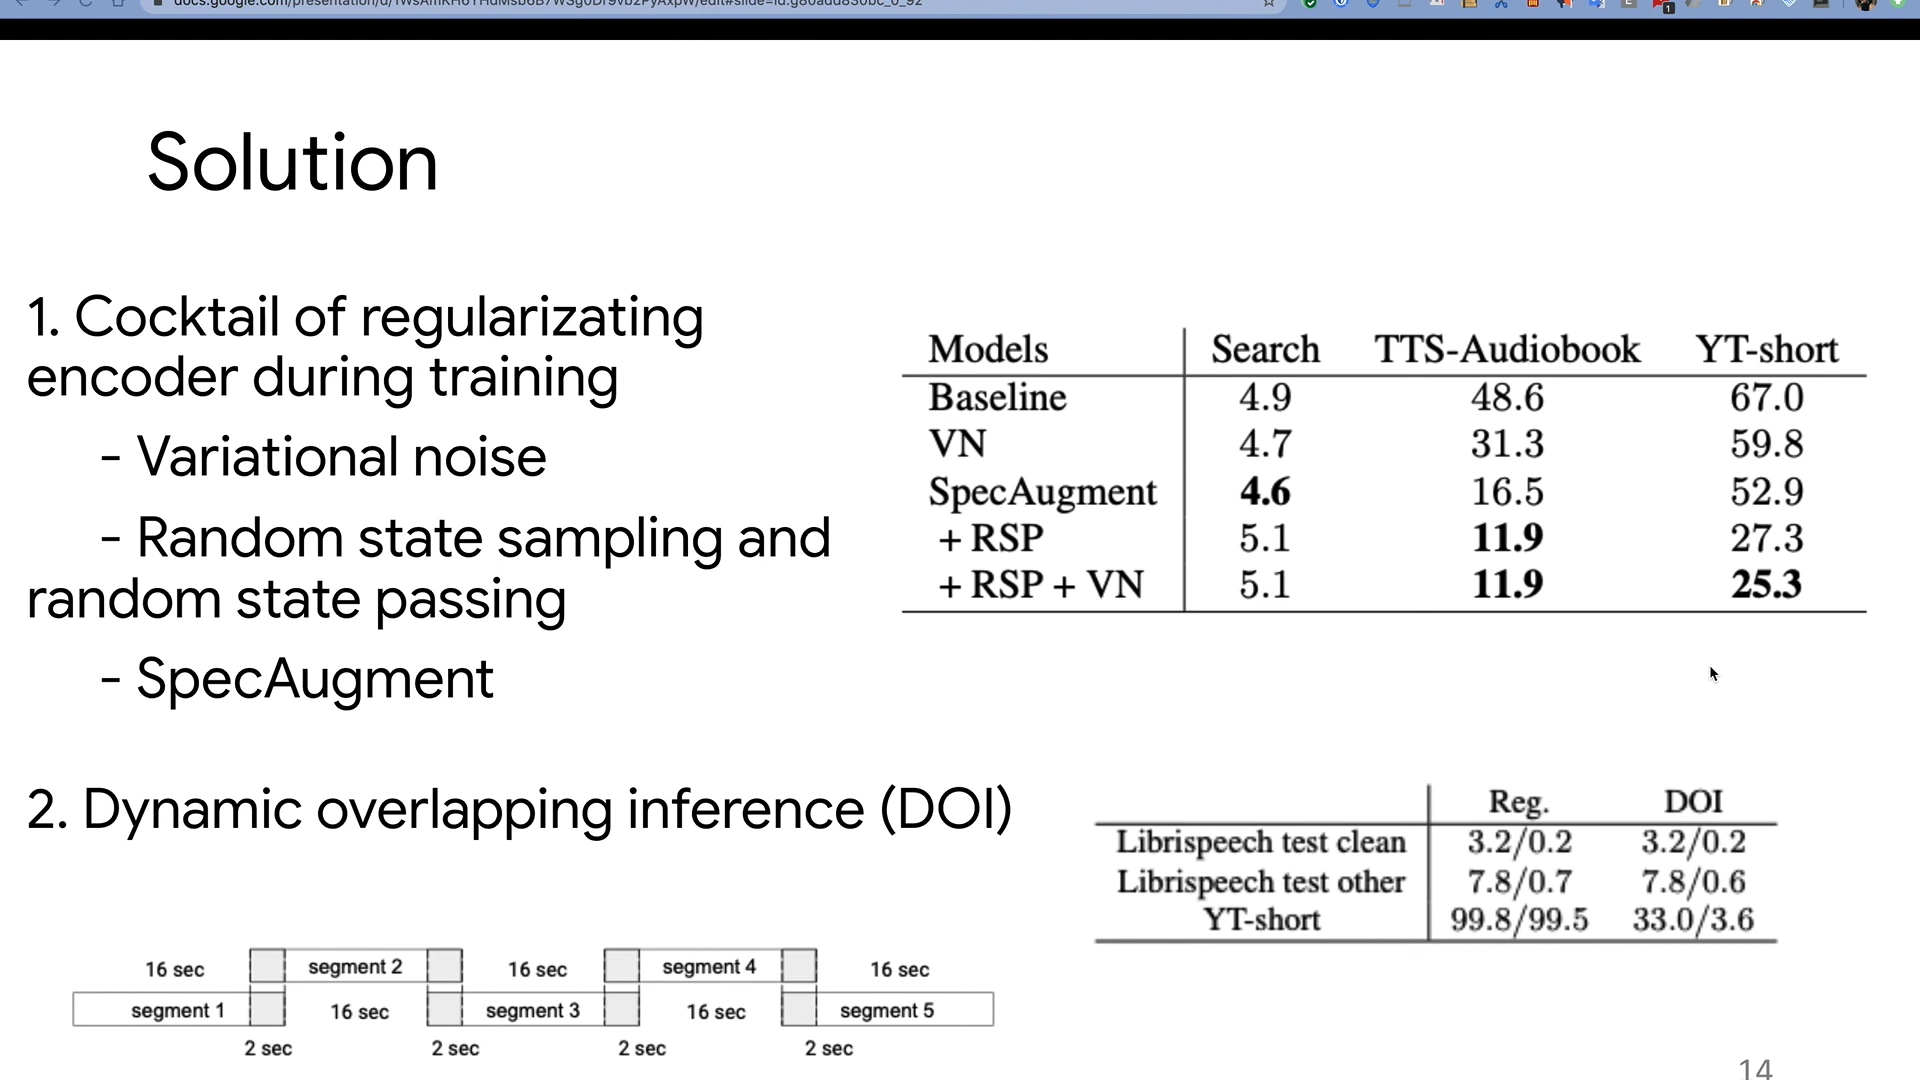 Solution
1. Cocktail of regularizating
encoder during training
- Variational noise
- Random state sampling and
random state passing
- SpecAugment
Models Search TTS-Audiobook YT-short
Baseline 4.9 48.6 67.0
VN 4.7 31.3 59.8
SpecAugment 4.6 16.5 52.9
+ RSP 5.1 11.9 27.3
+ RSP + VN 5.1 11.9 25.3
2. Dynamic overlapping inference (DOI)
Reg. DOI
Librispeech test clean 3.2/0.2 3.2/0.2
Librispeech test other 7.8/0.7 7.8/0.6
YT-short 99.8/99.5 33.0/3.6
16 sec segment 2 16 sec segment 4 16 sec
segment 1 16 sec segment 3 16 sec segment 5
2 sec 2 sec 2 sec 2 sec
14